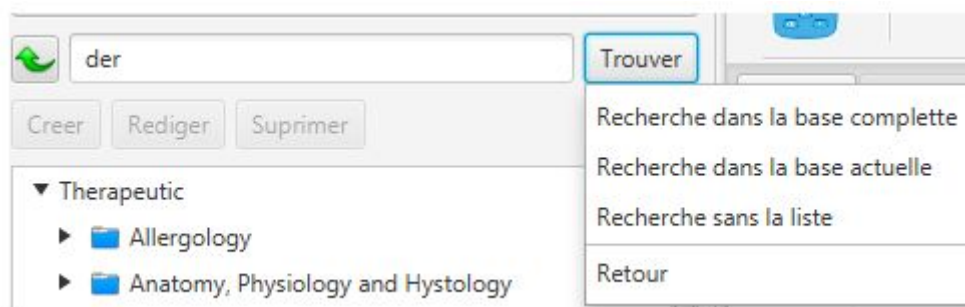 der
Trouver
Creer
Rediger
Suprimer
Recherche dans la base complette
Recherche dans la base actuelle
Recherche sans la liste
Retour
Therapeutic
Allergology
Anatomy, Physiology and Hystology